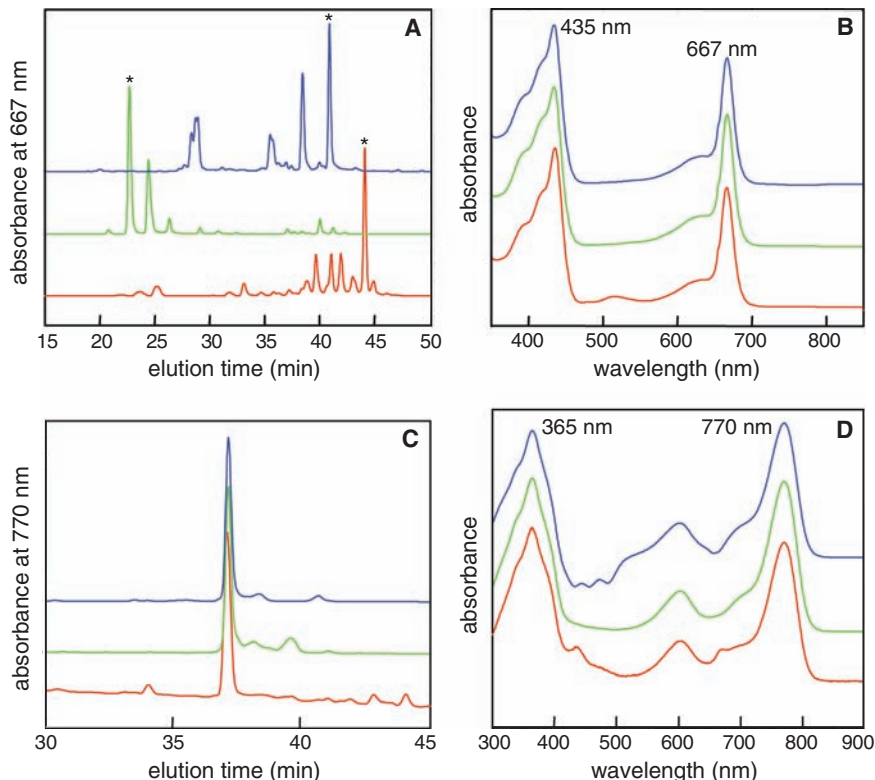 A
*
*
*
absorbance at 667 nm
15 20 25 30 35 40 45 50
elution time (min)
B
435 nm
667 nm
absorbance
400 500 600 700 800
wavelength (nm)
C
absorbance at 770 nm
30 35 40 45
elution time (min)
D
365 nm 770 nm
absorbance
300 400 500 600 700 800 900
wavelength (nm)